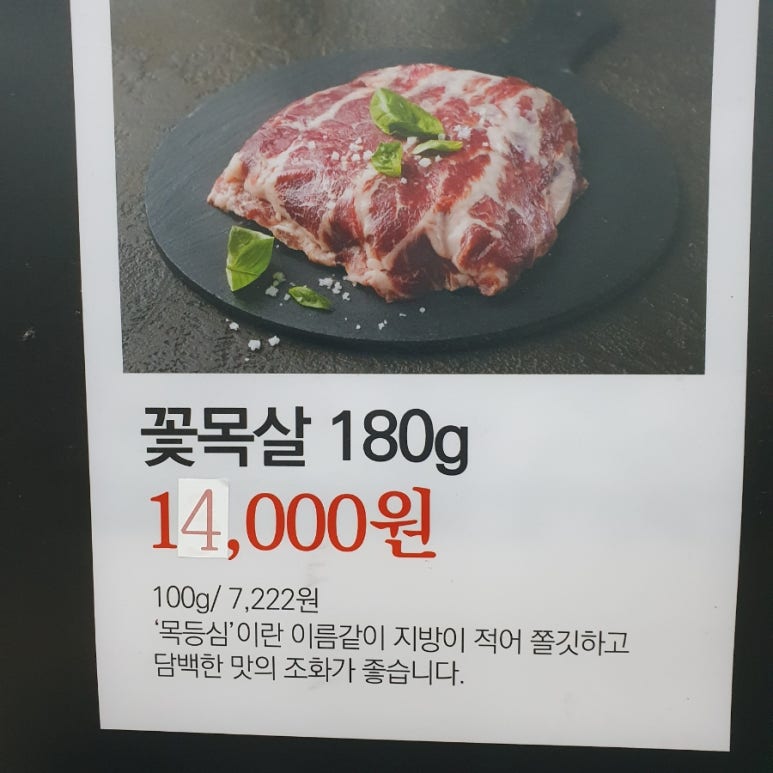 꽃목살 180g
14,000원
100g/ 7,222원
‘목등심’이란 이름같이 지방이 적어 쫄깃하고
담백한 맛의 조화가 좋습니다.